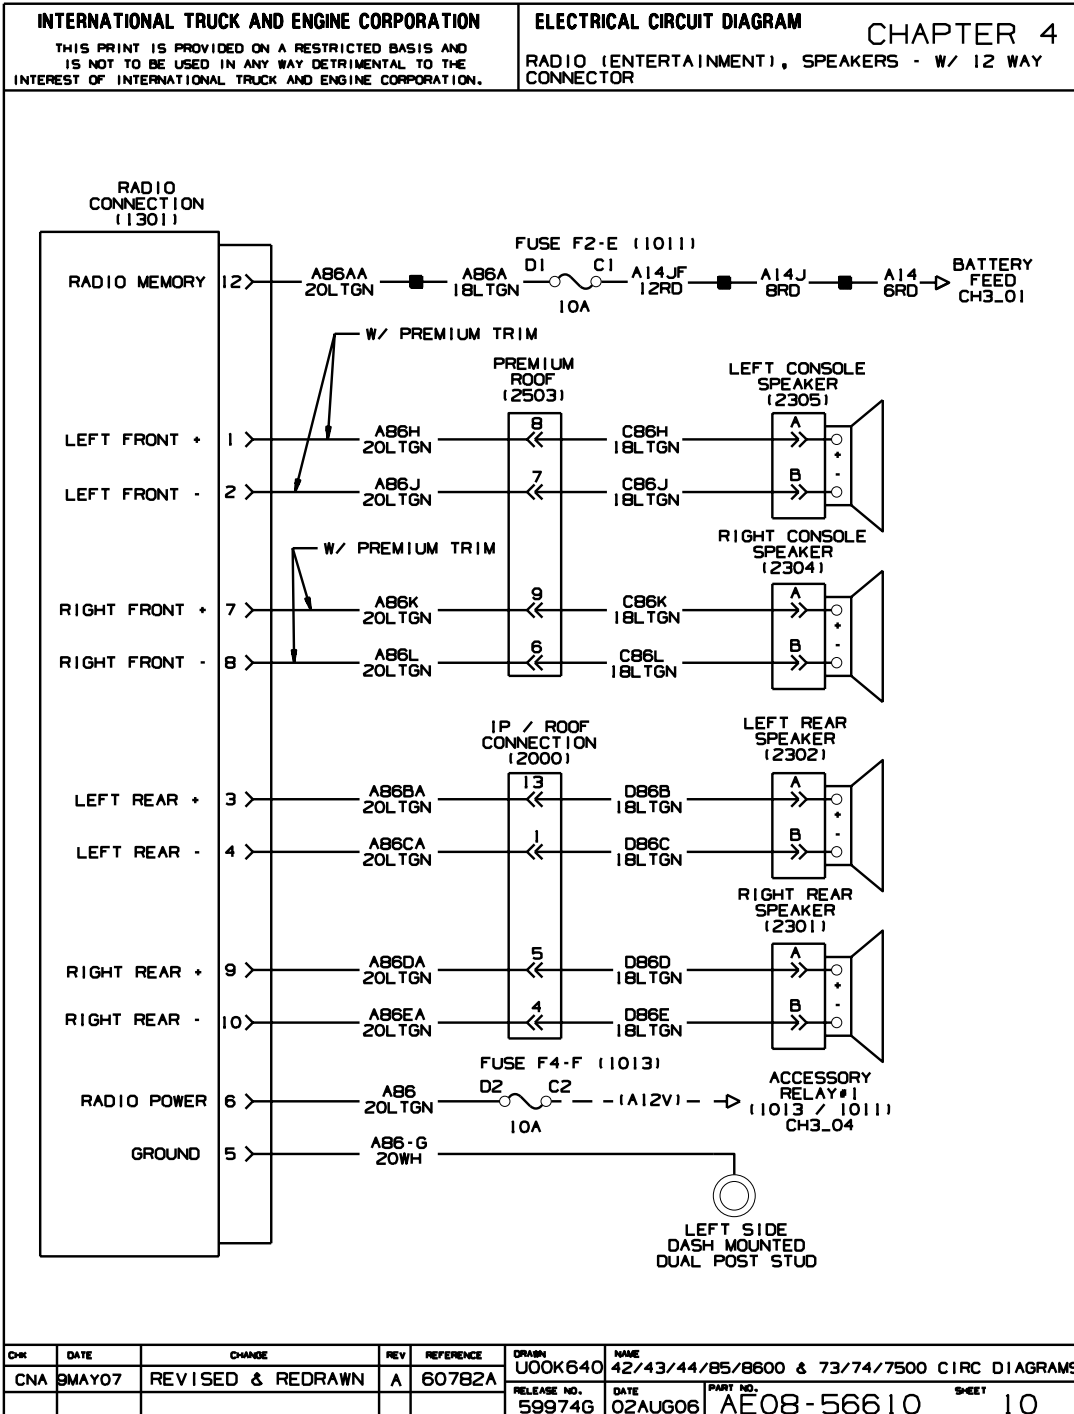 INTERNATIONAL TRUCK AND ENGINE CORPORATION
THIS PRINT IS PROVIDED ON A RESTRICTED BASIS AND
IS NOT TO BE USED IN ANY WAY DETRIMENTAL TO THE
INTEREST OF INTERNATIONAL TRUCK AND ENGINE CORPORATION.
ELECTRICAL CIRCUIT DIAGRAM
CHAPTER 4
RADIO (ENTERTAINMENT), SPEAKERS - W/ 12 WAY
CONNECTOR
RADIO
CONNECTION
(1301)
RADIO MEMORY 12
A86AA
20LTGN
A86A
18LTGN
FUSE F2-E (1011)
D1 C1
10A
A14JF
12RD
A14J
8RD
A14
6RD
BATTERY
FEED
CH3_01
W/ PREMIUM TRIM
PREMIUM
ROOF
(2503)
LEFT CONSOLE
SPEAKER
(2305)
LEFT FRONT + 1
A86H
20LTGN
8
C86H
18LTGN
A
+
LEFT FRONT - 2
A86J
20LTGN
7
C86J
18LTGN
B
-
W/ PREMIUM TRIM
RIGHT CONSOLE
SPEAKER
(2304)
RIGHT FRONT + 7
A86K
20LTGN
9
C86K
18LTGN
A
+
RIGHT FRONT - 8
A86L
20LTGN
6
C86L
18LTGN
B
-
IP / ROOF
CONNECTION
(2000)
LEFT REAR
SPEAKER
(2302)
LEFT REAR + 3
A86BA
20LTGN
13
D86B
18LTGN
A
+
LEFT REAR - 4
A86CA
20LTGN
1
D86C
18LTGN
B
-
RIGHT REAR
SPEAKER
(2301)
RIGHT REAR + 9
A86DA
20LTGN
5
D86D
18LTGN
A
+
RIGHT REAR - 10
A86EA
20LTGN
4
D86E
18LTGN
B
-
FUSE F4-F (1013)
RADIO POWER 6
A86
20LTGN
D2 C2
10A
(A12V)
ACCESSORY
RELAY#1
(1013 / 1011)
CH3_04
GROUND 5
A86-G
20WH
LEFT SIDE
DASH MOUNTED
DUAL POST STUD
CHK DATE CHANGE REV REFERENCE
CNA 9MAY07 REVISED & REDRAWN A 60782A
DRAWN
U00K640
NAME
42/43/44/85/8600 & 73/74/7500 CIRC DIAGRAMS
RELEASE NO.
59974G
DATE
02AUG06
PART NO.
AE08-56610
SHEET
10